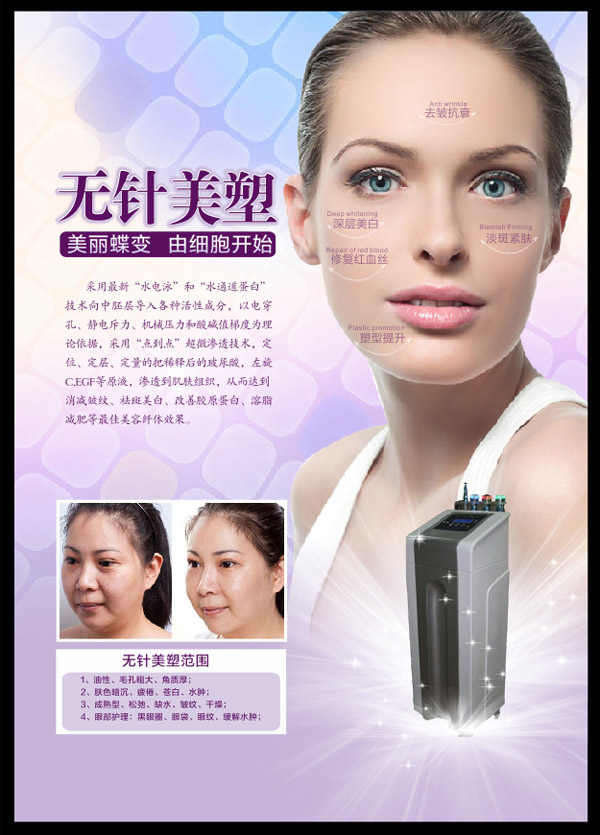 Anti wrinkle
去皱抗衰
无针美塑
美丽蝶变 由细胞开始
Deep whitening
深层美白
Blemish Firming
淡斑紧肤
Repair of red blood
修复红血丝
Plastic promotion
塑型提升
采用最新“水电泳”和“水通道蛋白”
技术向中胚层导入各种活性成分，以电穿
孔、静电斥力、机械压力和酸碱值梯度为理
论依据，采用“点到点”超微渗透技术，定
位、定层、定量的把稀释后的玻尿酸，左旋
C,EGF等原液，渗透到肌肤组织，从而达到
消减皱纹、祛斑美白、改善胶原蛋白、溶脂
减肥等最佳美容纤体效果。
无针美塑范围
1、油性、毛孔粗大、角质厚；
2、肤色暗沉、疲倦、苍白、水肿；
3、成熟型、松弛、缺水、皱纹、干燥；
4、眼部护理：黑眼圈、眼袋、眼纹、缓解水肿；